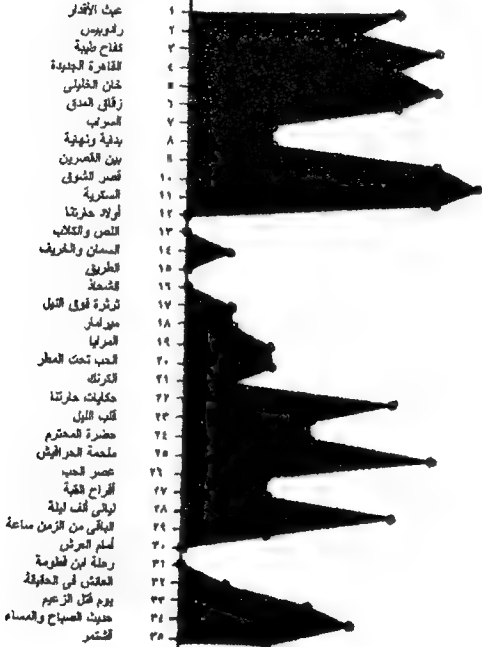 عبث الأقدار ١
رادوبيس ٢
كفاح طيبة ٣
القاهرة الجديدة ٤
خان الخليلى ٥
زقاق المدق ٦
السراب ٧
بداية ونهاية ٨
بين القصرين ٩
قصر الشوق ١٠
السكرية ١١
أولاد حارتنا ١٢
اللص والكلاب ١٣
السمان والخريف ١٤
الطريق ١٥
الشحاذ ١٦
ثرثرة فوق النيل ١٧
ميرامار ١٨
المرايا ١٩
الحب تحت المطر ٢٠
الكرنك ٢١
حكايات حارتنا ٢٢
قلب الليل ٢٣
حضرة المحترم ٢٤
ملحمة الحرافيش ٢٥
عصر الحب ٢٦
أفراح القبة ٢٧
ليالى ألف ليلة ٢٨
الباقى من الزمن ساعة ٢٩
أمام العرش ٣٠
رحلة ابن فطومة ٣١
العائش فى الحقيقة ٣٢
يوم قتل الزعيم ٣٣
حديث الصباح والمساء ٣٤
قشتمر ٣٥